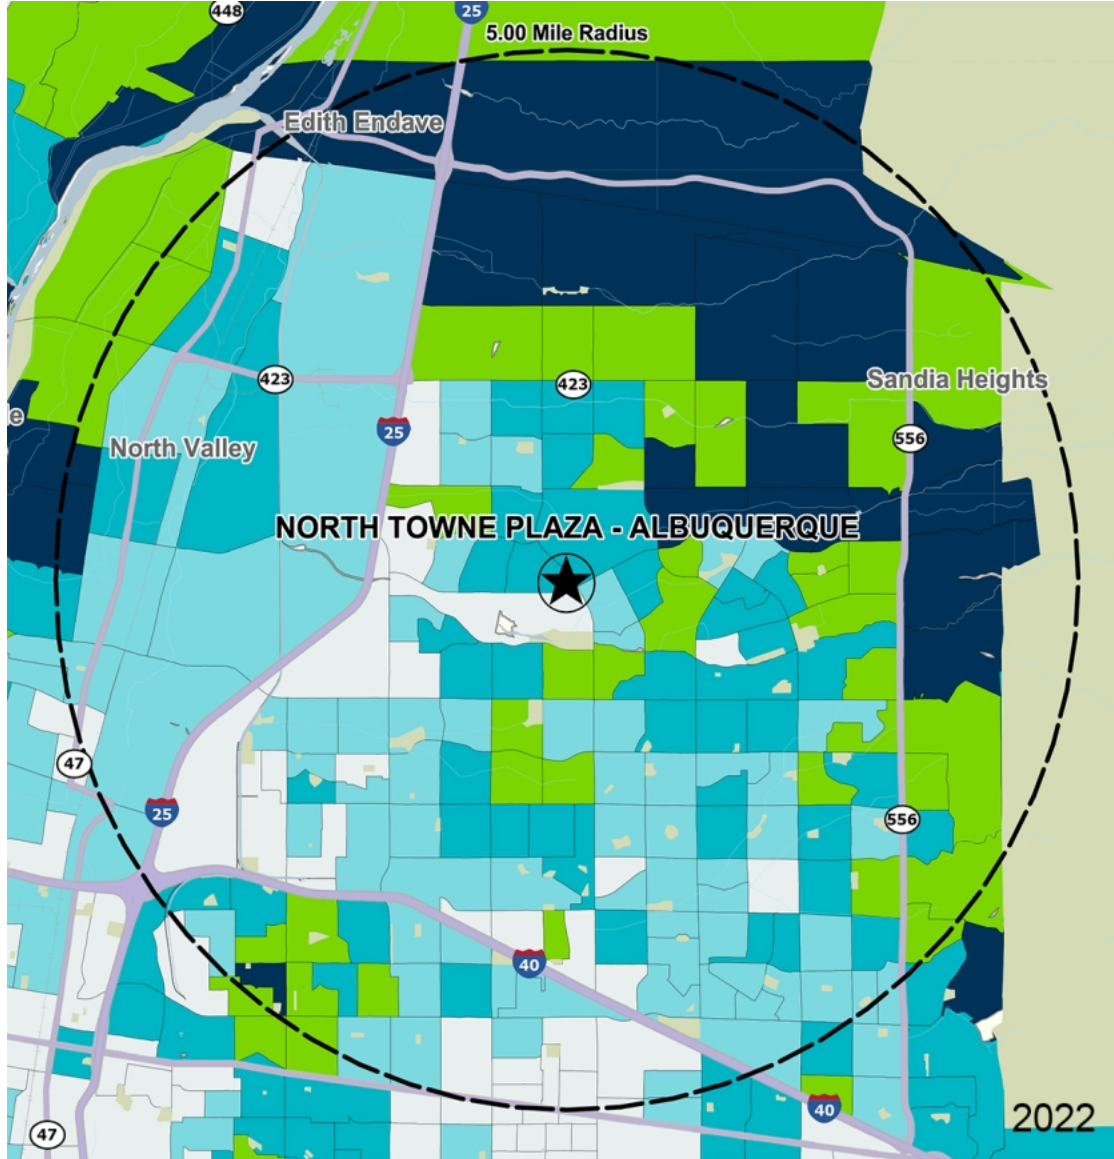 448
25
5.00 Mile Radius
Edith Endave
423
423
Sandia Heights
e
25
556
North Valley
NORTH TOWNE PLAZA - ALBUQUERQUE
47
25
556
40
40
2022
47